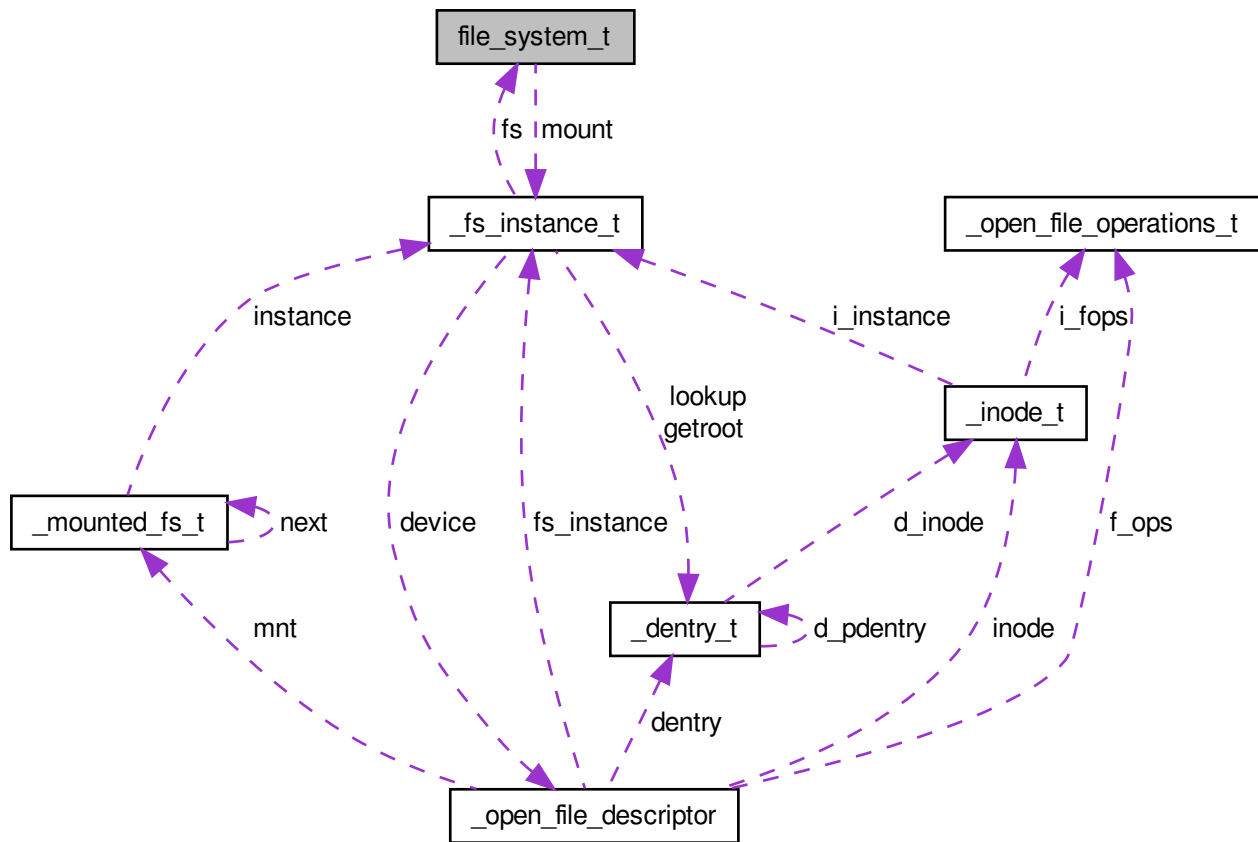 file_system_t
fs
mount
_fs_instance_t
_open_file_operations_t
instance
i_instance
i_fops
lookup
getroot
_inode_t
_mounted_fs_t
next
device
fs_instance
d_inode
f_ops
mnt
_dentry_t
d_pdentry
inode
dentry
_open_file_descriptor